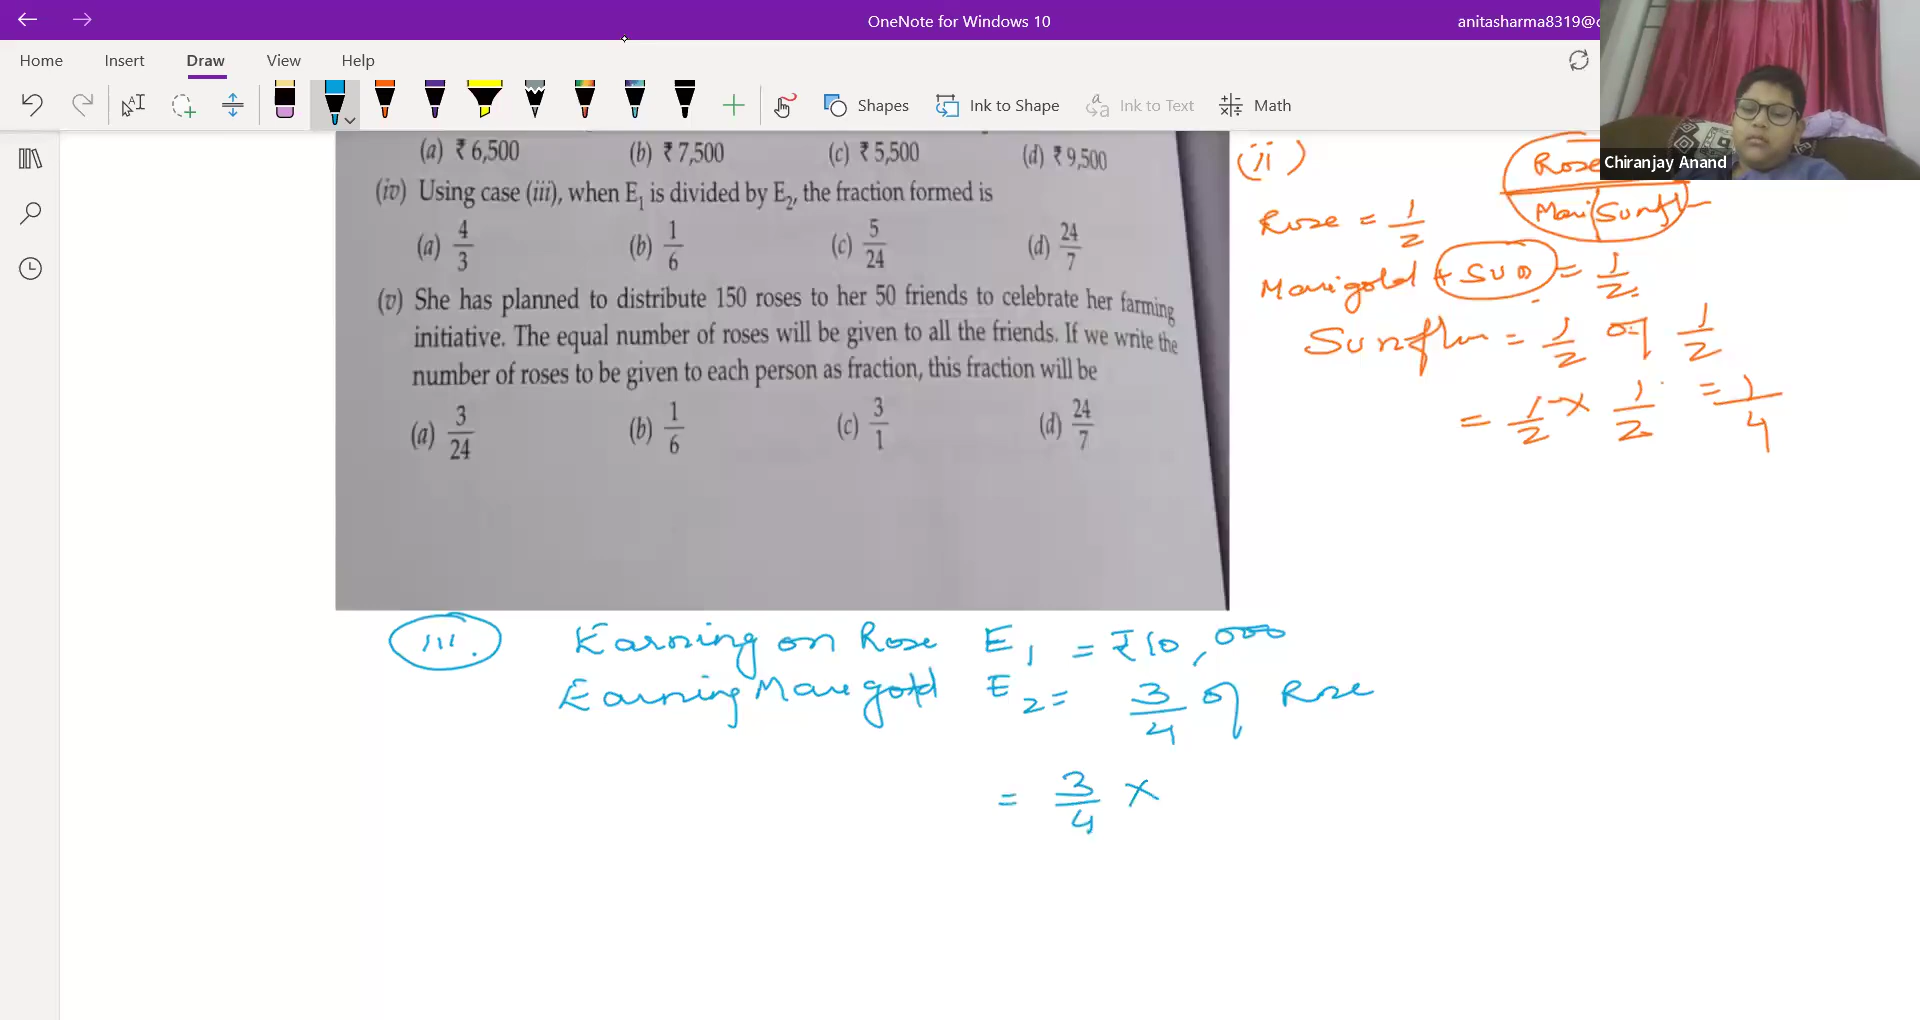 OneNote for Windows 10
anitasharma8319@
Home Insert Draw View Help
Shapes Ink to Shape Ink to Text Math
Chiranjay Anand
(a) ₹ 6,500 (b) ₹ 7,500 (c) ₹ 5,500 (d) ₹ 9,500
(iv) Using case (iii), when E₁ is divided by E₂, the fraction formed is
(a) 4/3 (b) 1/6 (c) 5/24 (d) 24/7
(v) She has planned to distribute 150 roses to her 50 friends to celebrate her farming
initiative. The equal number of roses will be given to all the friends. If we write the
number of roses to be given to each person as fraction, this fraction will be
(a) 3/24 (b) 1/6 (c) 3/1 (d) 24/7
(ii)
Rose
Mari Sunfl
Rose = 1/2
Marigold + Sun = 1/2
Sunflw = 1/2 of 1/2
= 1/2 × 1/2 = 1/4
iii.
Earning on Rose E₁ = ₹10,000
Earning Marigold E₂ = 3/4 of Rose
= 3/4 ×